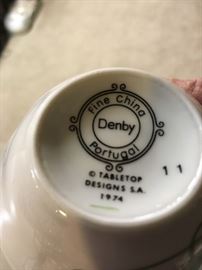 Fine China
Denby
Portugal
11
© TABLETOP
DESIGNS S.A.
1974